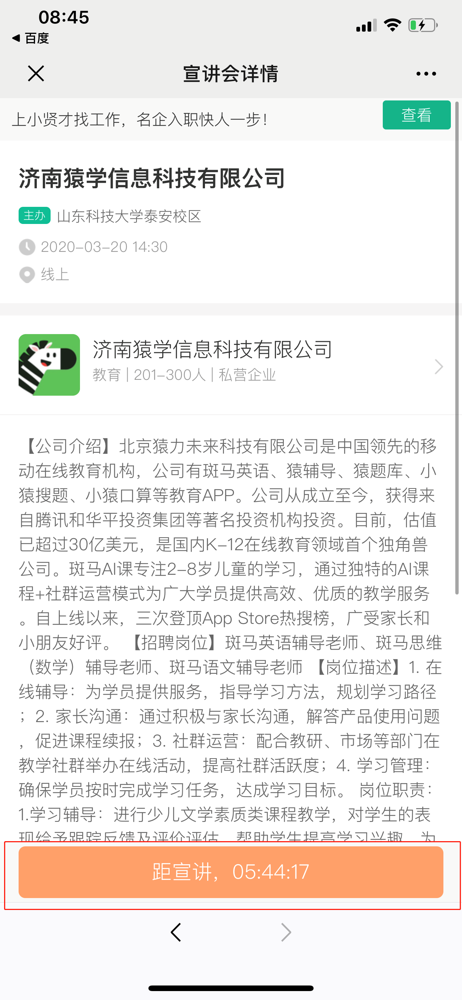 08:45
百度
宣讲会详情
上小贤才找工作，名企入职快人一步！
查看
济南猿学信息科技有限公司
主办 山东科技大学泰安校区
2020-03-20 14:30
线上
济南猿学信息科技有限公司
教育 | 201-300人 | 私营企业
【公司介绍】北京猿力未来科技有限公司是中国领先的移
动在线教育机构，公司有斑马英语、猿辅导、猿题库、小
猿搜题、小猿口算等教育APP。公司从成立至今，获得来
自腾讯和华平投资集团等著名投资机构投资。目前，估值
已超过30亿美元，是国内K-12在线教育领域首个独角兽
公司。斑马AI课专注2-8岁儿童的学习，通过独特的AI课
程+社群运营模式为广大学员提供高效、优质的教学服务
。自上线以来，三次登顶App Store热搜榜，广受家长和
小朋友好评。 【招聘岗位】斑马英语辅导老师、斑马思维
（数学）辅导老师、斑马语文辅导老师 【岗位描述】1. 在
线辅导：为学员提供服务，指导学习方法，规划学习路径
；2. 家长沟通：通过积极与家长沟通，解答产品使用问题
，促进课程续报；3. 社群运营：配合教研、市场等部门在
教学社群举办在线活动，提高社群活跃度；4. 学习管理：
确保学员按时完成学习任务，达成学习目标。 岗位职责：
1.学习辅导：进行少儿文学素质类课程教学，对学生的表
现给予跟踪反馈及评价评估，帮助学生提高学习兴趣，为
距宣讲，05:44:17